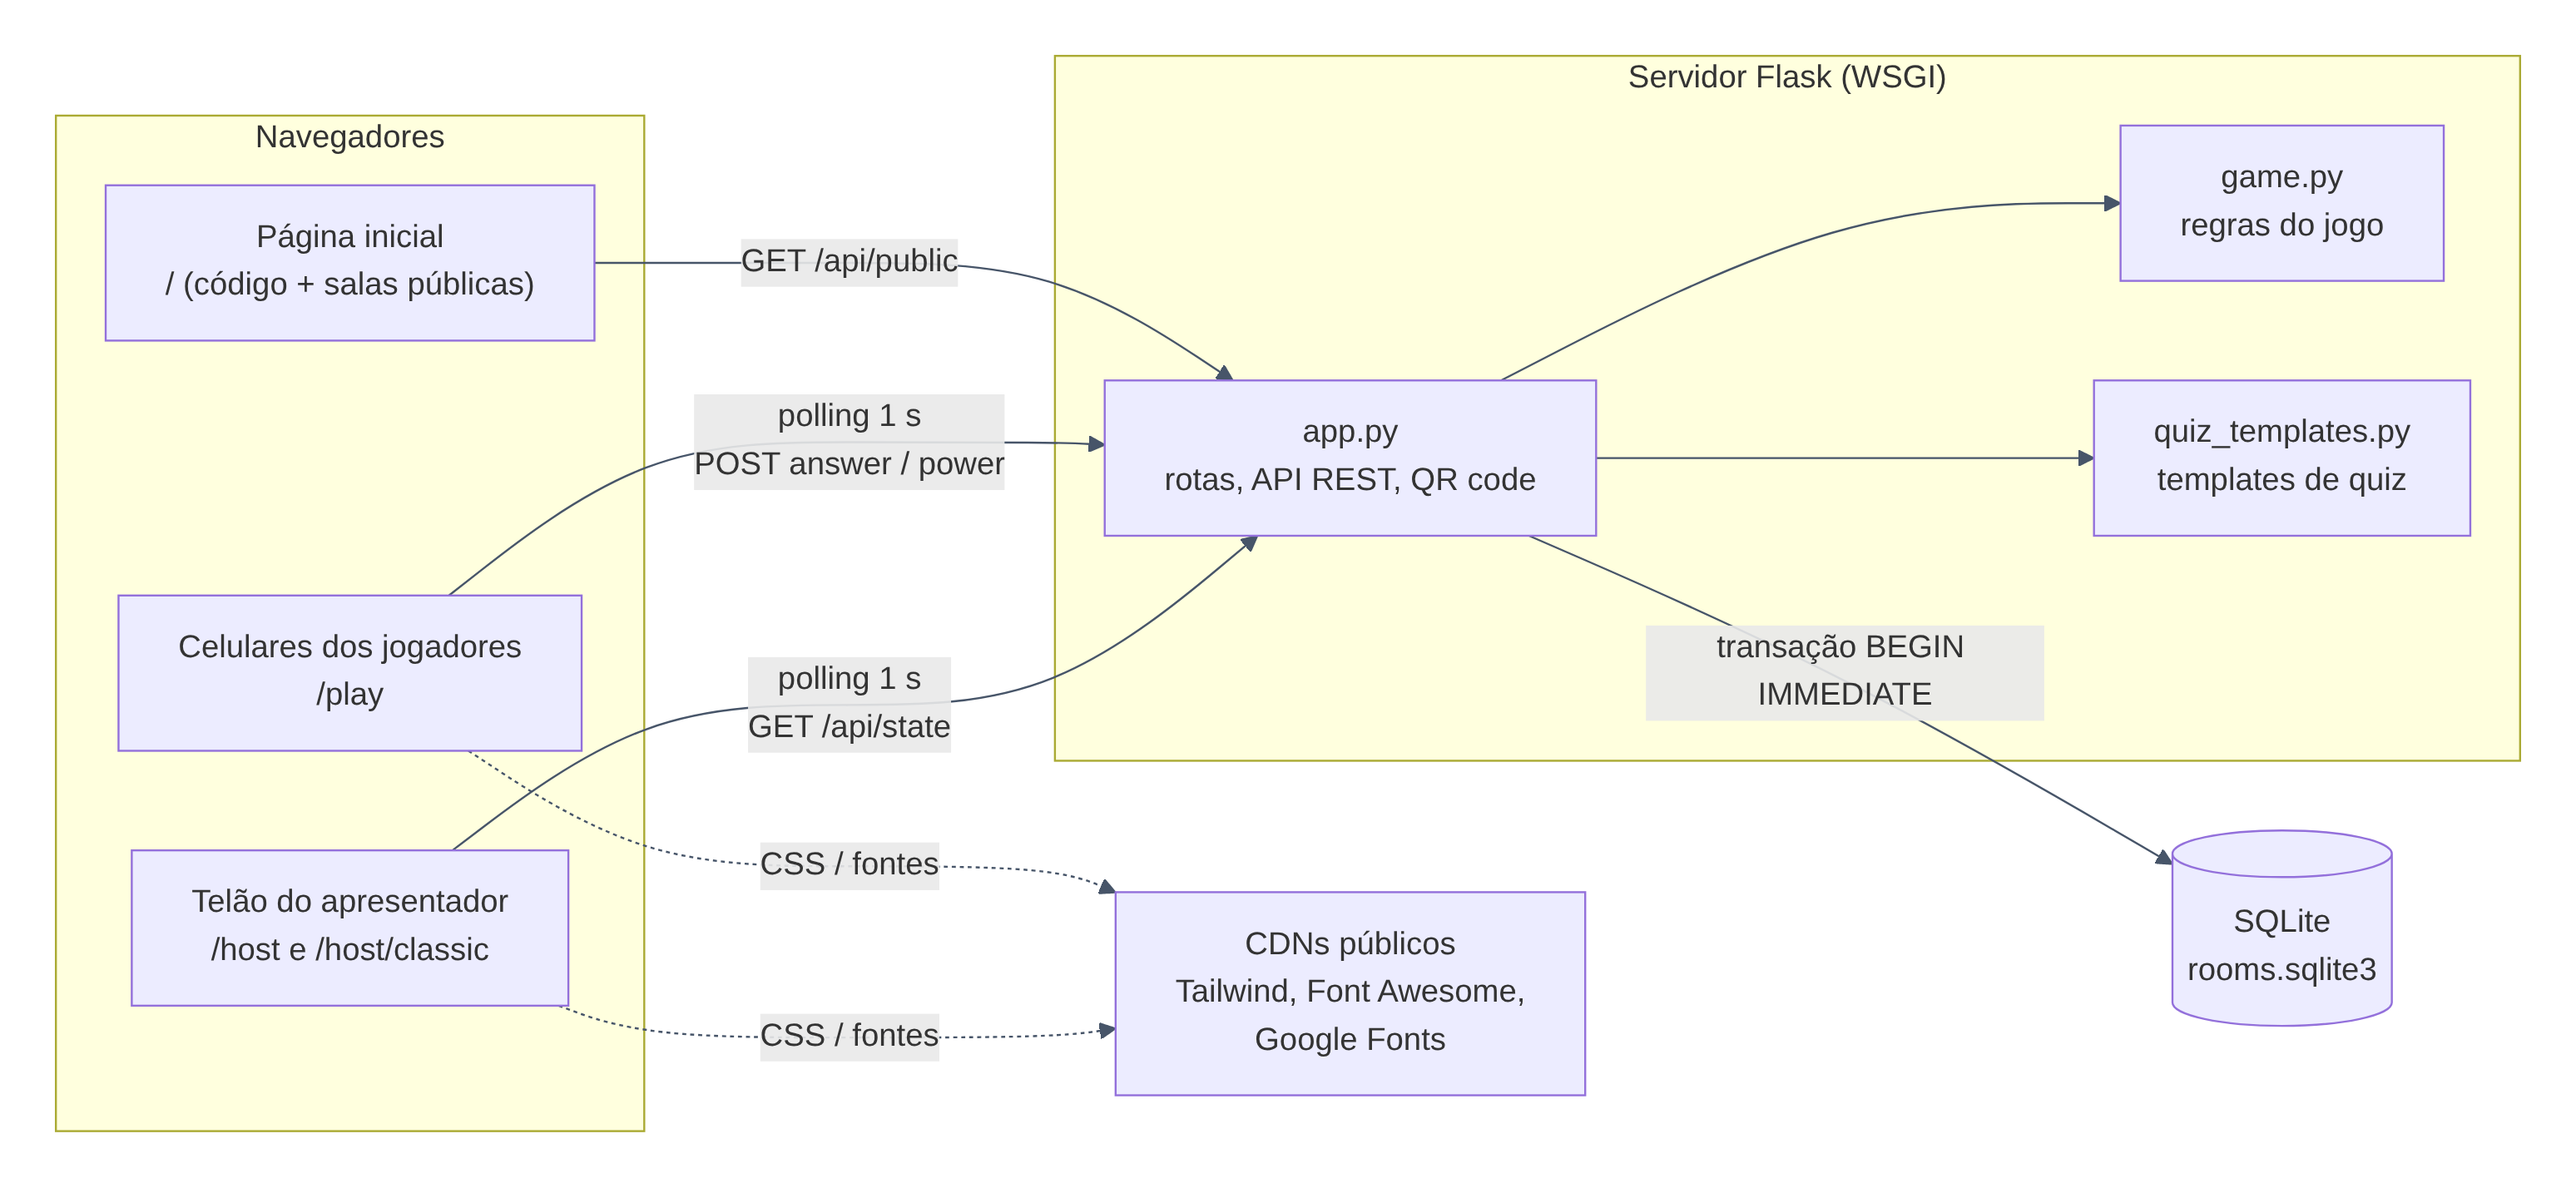 Navegadores
Página inicial
/ (código + salas públicas)
Celulares dos jogadores
/play
Telão do apresentador
/host e /host/classic
GET /api/public
polling 1 s
POST answer / power
polling 1 s
GET /api/state
CSS / fontes
CSS / fontes
Servidor Flask (WSGI)
app.py
rotas, API REST, QR code
game.py
regras do jogo
quiz_templates.py
templates de quiz
transação BEGIN
IMMEDIATE
CDNs públicos
Tailwind, Font Awesome,
Google Fonts
SQLite
rooms.sqlite3